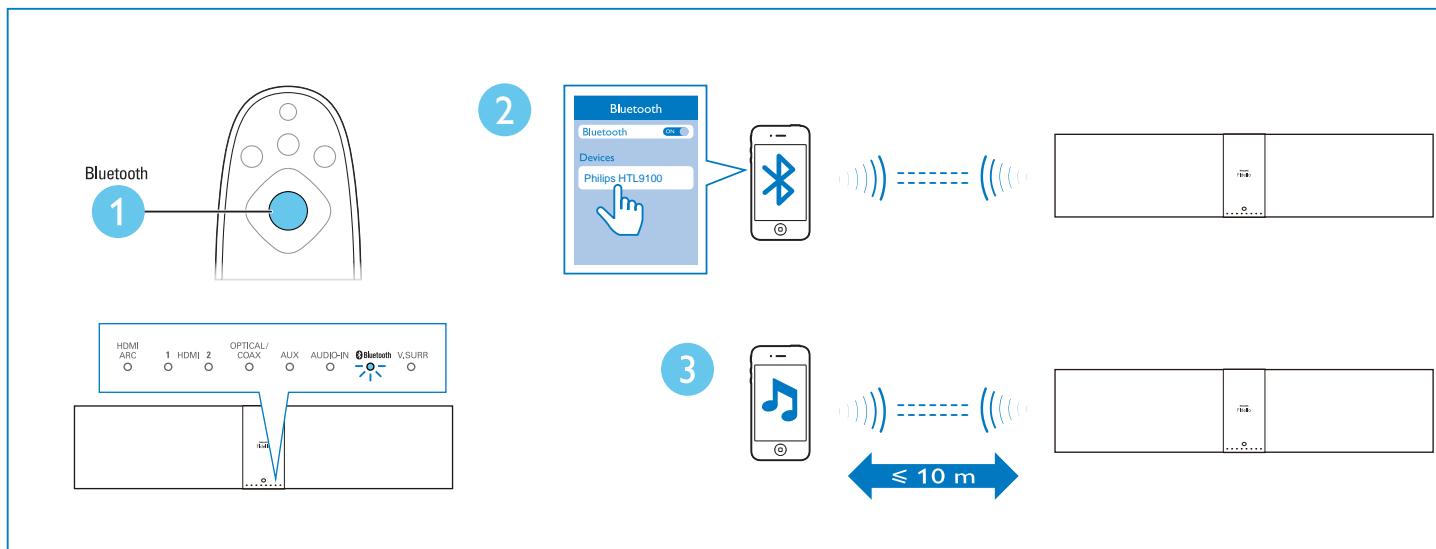 Bluetooth
1
HDMI ARC
1 HDMI 2
OPTICAL/ COAX
AUX
AUDIO-IN
Bluetooth
V.SURR
2
Bluetooth
Bluetooth ON
Devices
Philips HTL9100
3
≤ 10 m